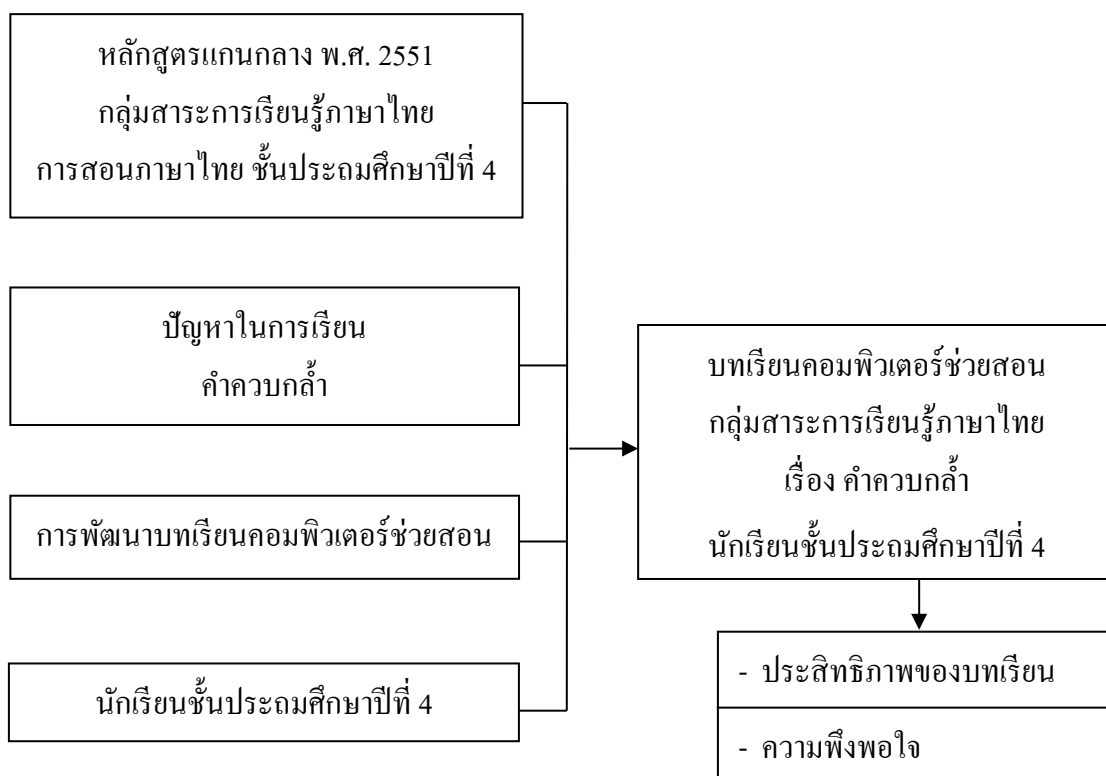 หลักสูตรแกนกลาง พ.ศ. 2551
กลุ่มสาระการเรียนรู้ภาษาไทย
การสอนภาษาไทย ชั้นประถมศึกษาปีที่ 4
ปัญหาในการเรียน
คำควบกล้ำ
การพัฒนาบทเรียนคอมพิวเตอร์ช่วยสอน
นักเรียนชั้นประถมศึกษาปีที่ 4
บทเรียนคอมพิวเตอร์ช่วยสอน
กลุ่มสาระการเรียนรู้ภาษาไทย
เรื่อง คำควบกล้ำ
นักเรียนชั้นประถมศึกษาปีที่ 4
- ประสิทธิภาพของบทเรียน
- ความพึงพอใจ